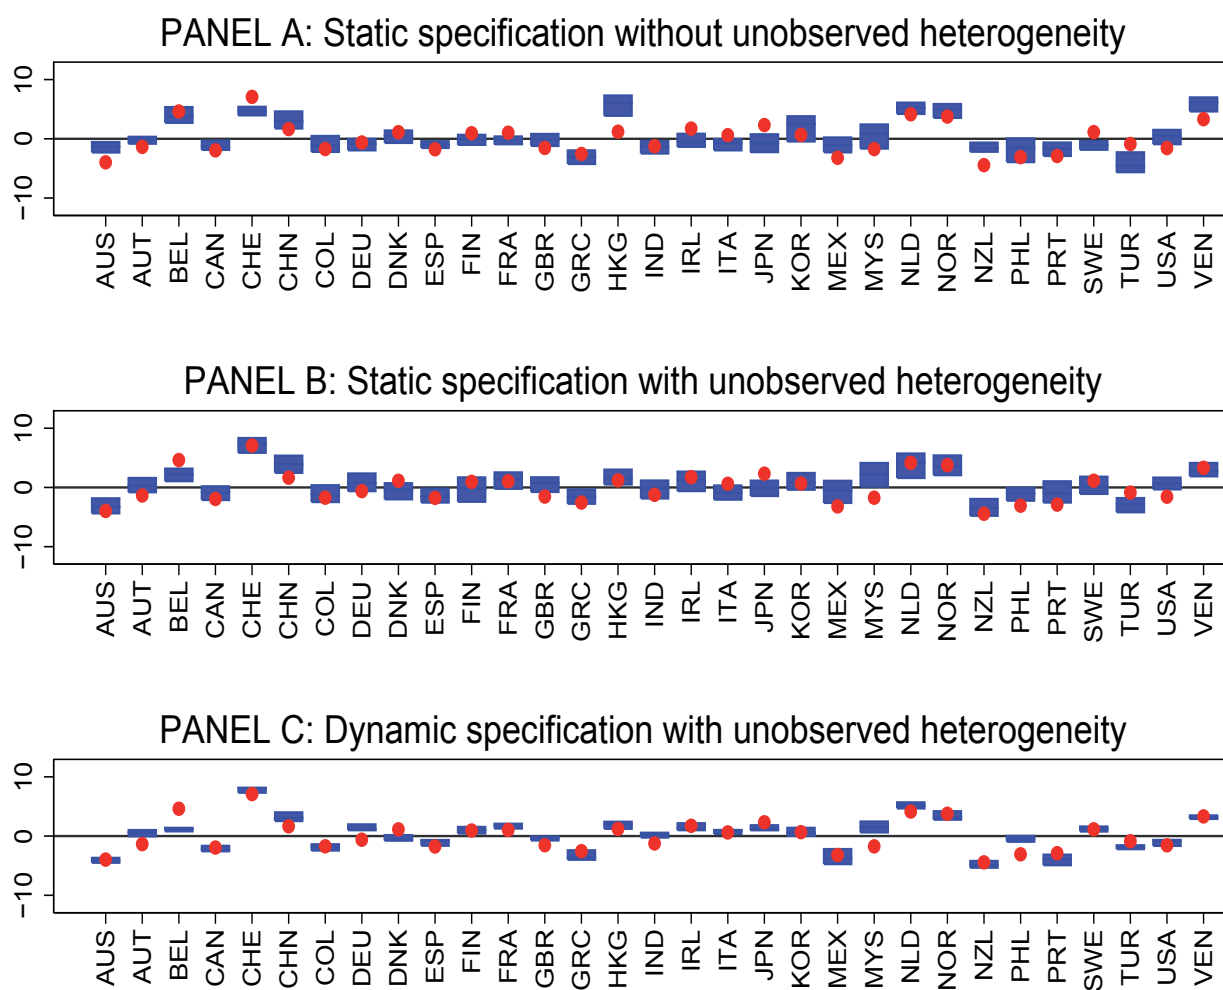 PANEL A: Static specification without unobserved heterogeneity
10
0
−10
AUS AUT BEL CAN CHE CHN COL DEU DNK ESP FIN FRA GBR GRC HKG IND IRL ITA JPN KOR MEX MYS NLD NOR NZL PHL PRT SWE TUR USA VEN
PANEL B: Static specification with unobserved heterogeneity
10
0
−10
AUS AUT BEL CAN CHE CHN COL DEU DNK ESP FIN FRA GBR GRC HKG IND IRL ITA JPN KOR MEX MYS NLD NOR NZL PHL PRT SWE TUR USA VEN
PANEL C: Dynamic specification with unobserved heterogeneity
10
0
−10
AUS AUT BEL CAN CHE CHN COL DEU DNK ESP FIN FRA GBR GRC HKG IND IRL ITA JPN KOR MEX MYS NLD NOR NZL PHL PRT SWE TUR USA VEN